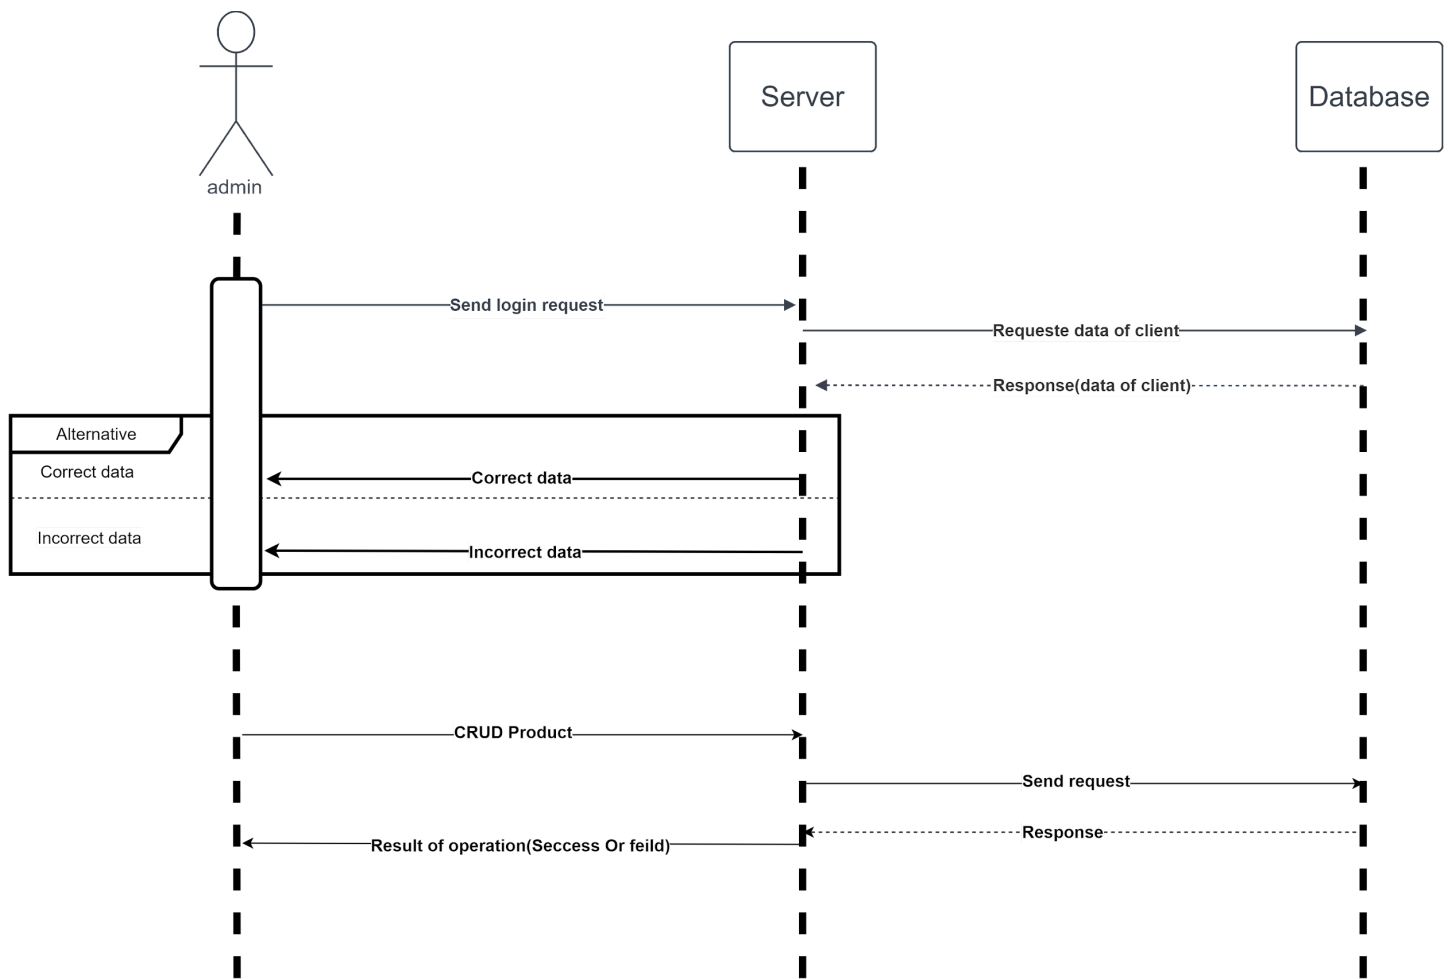 Server
Database
admin
Send login request
Requeste data of client
Response(data of client)
Alternative
Correct data
Correct data
Incorrect data
Incorrect data
CRUD Product
Send request
Response
Result of operation(Seccess Or feild)